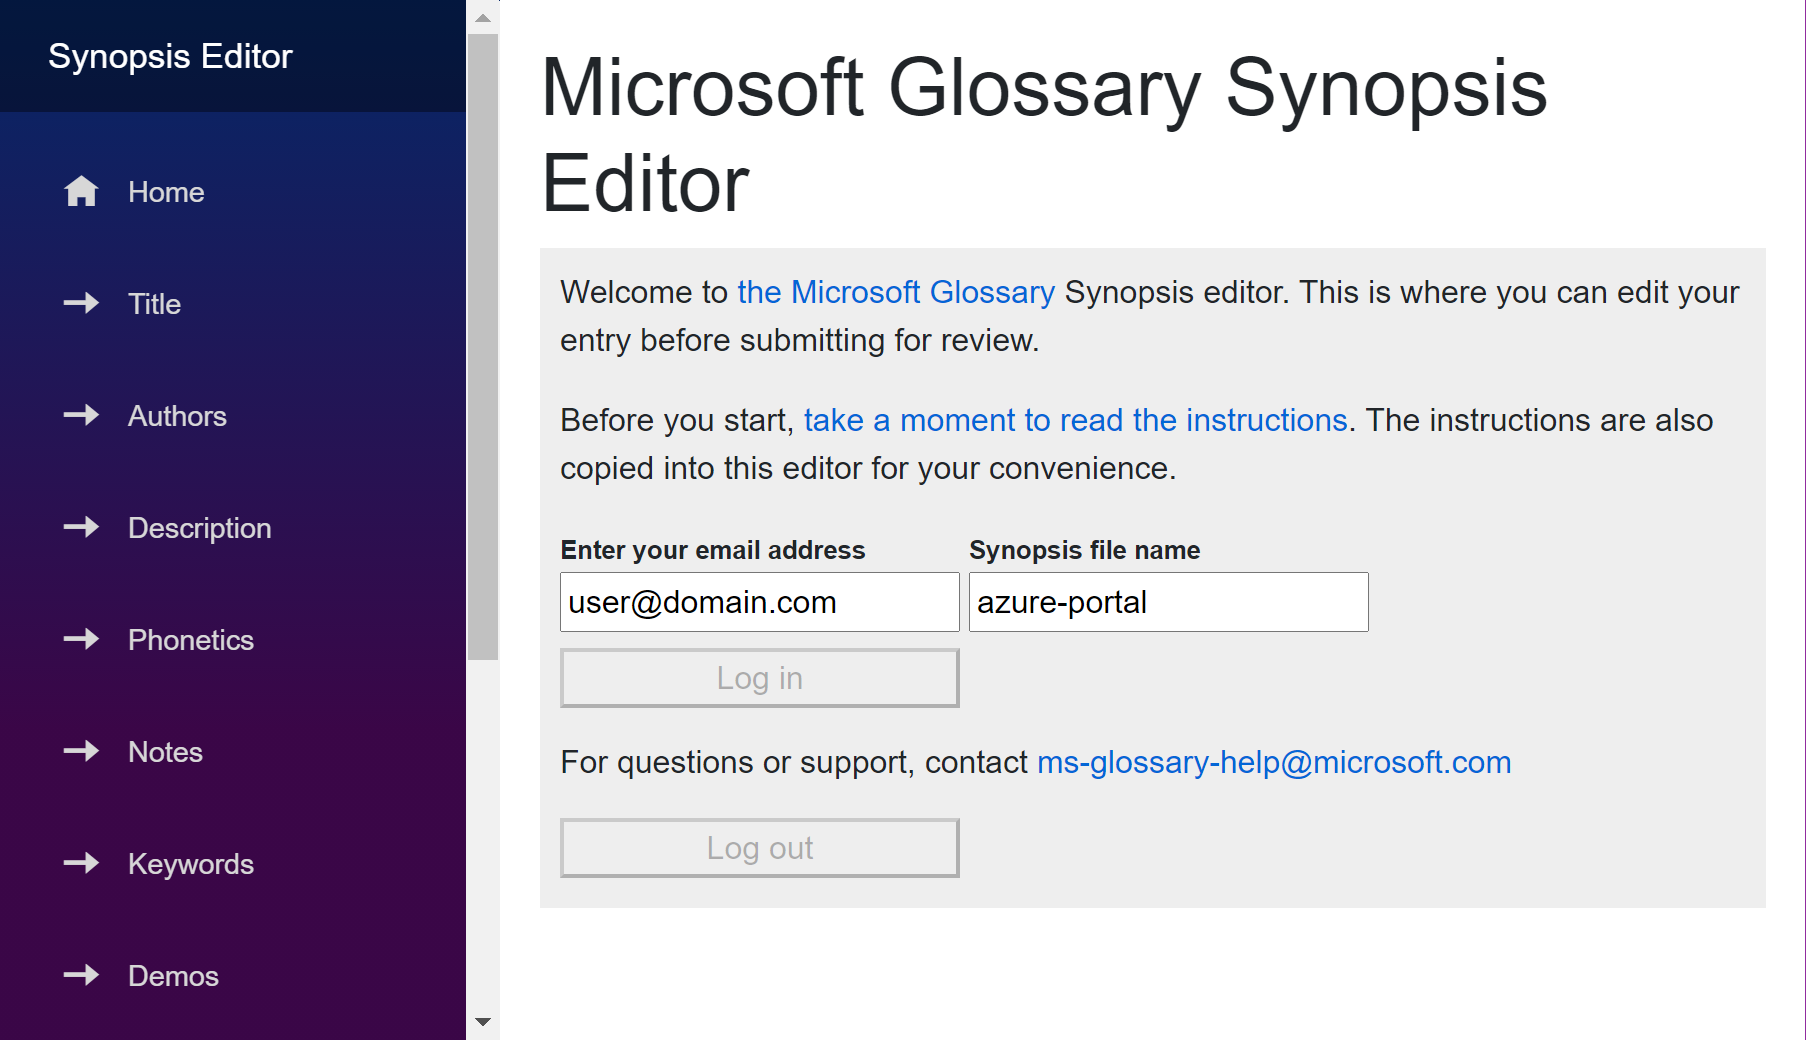 Synopsis Editor
Home
Title
Authors
Description
Phonetics
Notes
Keywords
Demos
Microsoft Glossary Synopsis
Editor
Welcome to the Microsoft Glossary Synopsis editor. This is where you can edit your
entry before submitting for review.
Before you start, take a moment to read the instructions. The instructions are also
copied into this editor for your convenience.
Enter your email address Synopsis file name
user@domain.com azure-portal
Log in
For questions or support, contact ms-glossary-help@microsoft.com
Log out